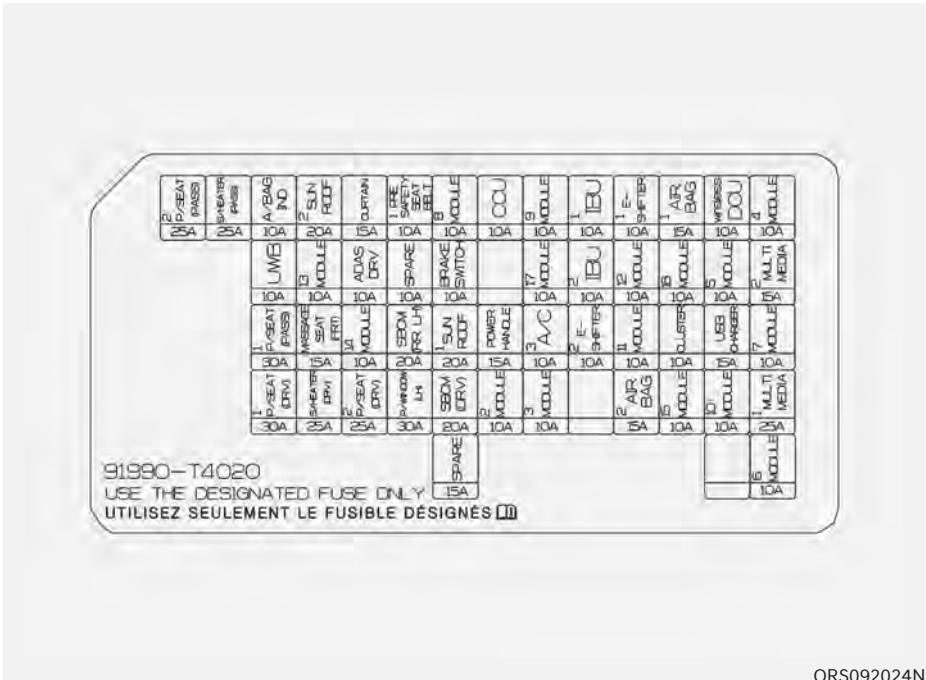 2 P/SEAT (PASS) 25A
S/HEATER (PASS) 25A
A/BAG IND 10A
2 SUN ROOF 20A
CURTAIN 15A
1 PRE SAFETY SEAT BELT 10A
8 MODULE 10A
CCU 10A
9 MODULE 10A
1 IBU 10A
1 E-SHIFTER 10A
1 AIR BAG 15A
WIRELESS DCU 10A
4 MODULE 10A
UWB 10A
13 MODULE 10A
ADAS DRV 10A
SPARE 10A
BRAKE SWITCH 10A
17 MODULE 10A
2 IBU 10A
12 MODULE 10A
16 MODULE 10A
5 MODULE 10A
2 MULTI MEDIA 15A
1 P/SEAT (PASS) 30A
MASSAGE SEAT (FRT) 15A
14 MODULE 10A
SBCM (RR LH) 20A
1 SUN ROOF 20A
POWER HANDLE 15A
3 A/C 10A
2 E-SHIFTER 10A
11 MODULE 10A
CLUSTER 10A
USB CHARGER 15A
7 MODULE 10A
1 P/SEAT (DRV) 30A
S/HEATER (DRV) 25A
2 P/SEAT (DRV) 25A
P/WINDOW (LH) 30A
SBCM (DRV) 20A
2 MODULE 10A
3 MODULE 10A
2 AIR BAG 15A
15 MODULE 10A
10 MODULE 10A
1 MULTI MEDIA 25A
SPARE 15A
6 MODULE 10A
91990-T4020
USE THE DESIGNATED FUSE ONLY
UTILISEZ SEULEMENT LE FUSIBLE DÉSIGNÉS
ORS092024N